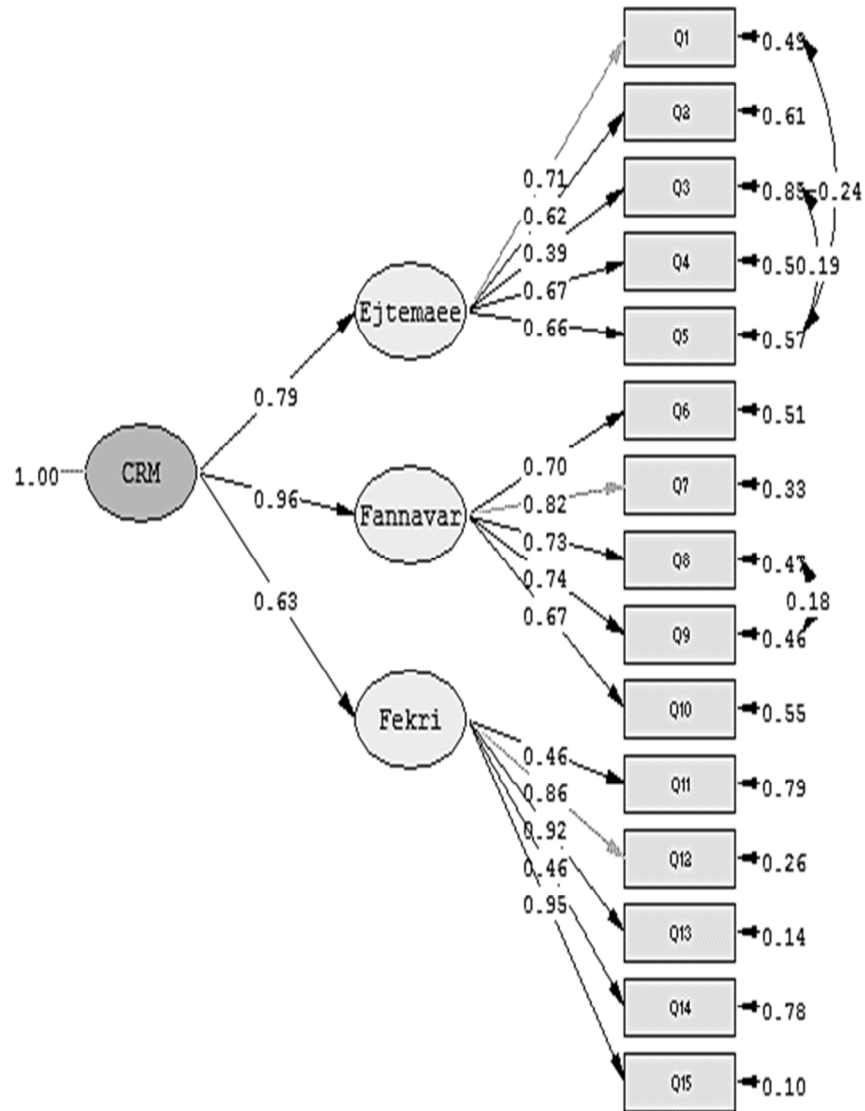 Q1 0.49
Q2 0.61
0.71
0.62
Q3 0.85 -0.24
0.39
Q4 0.50 0.19
0.67
0.66
Q5 0.57
Ejtemaee
0.79
Q6 0.51
0.70
CRM
1.00
0.96
Fannavar
0.82
Q7 0.33
0.73
Q8 0.47
0.74
0.18
0.67
Q9 0.46
0.63
Q10 0.55
Fekri
0.46
Q11 0.79
0.86
0.92
Q12 0.26
0.46
0.95
Q13 0.14
Q14 0.78
Q15 0.10